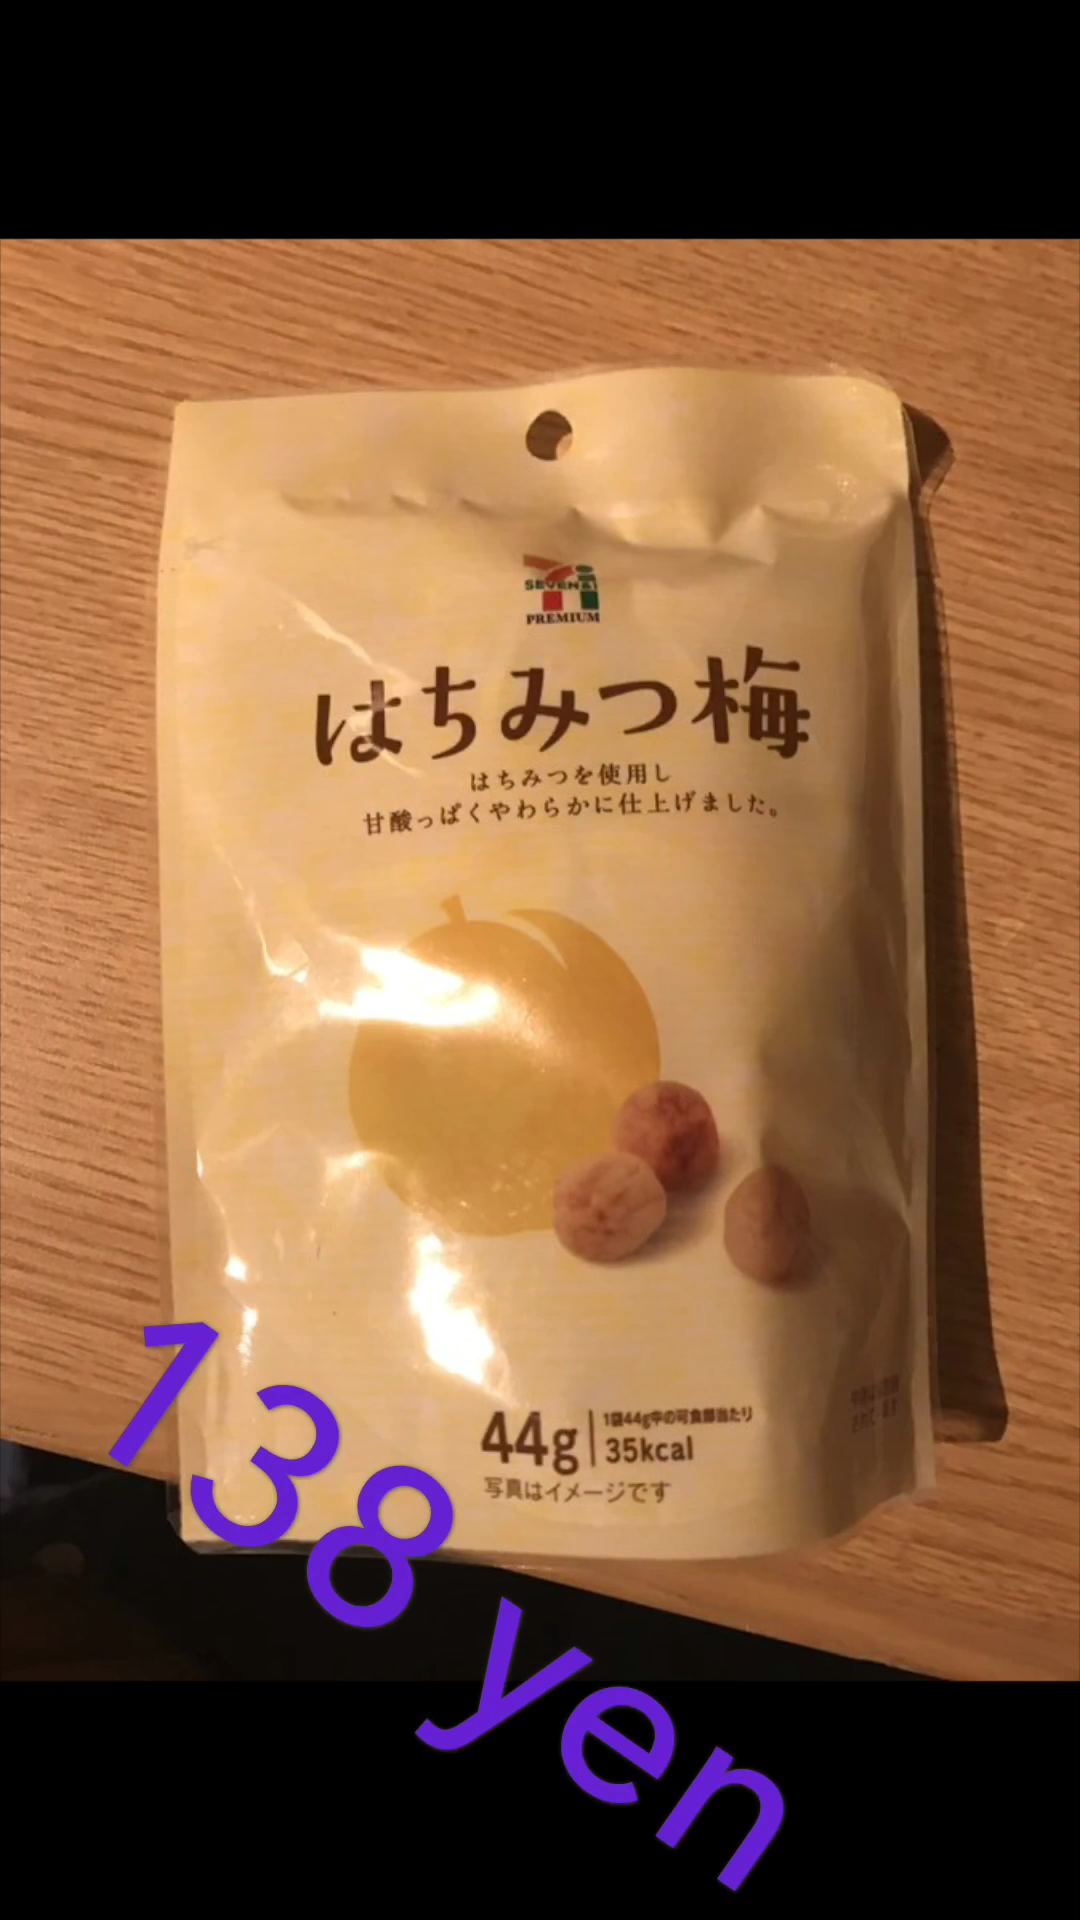 SEVEN&i
PREMIUM
はちみつ梅
はちみつを使用し
甘酸っぱくやわらかに仕上げました。
44g
1袋44g中の可食部当たり
35kcal
写真はイメージです
138 yen